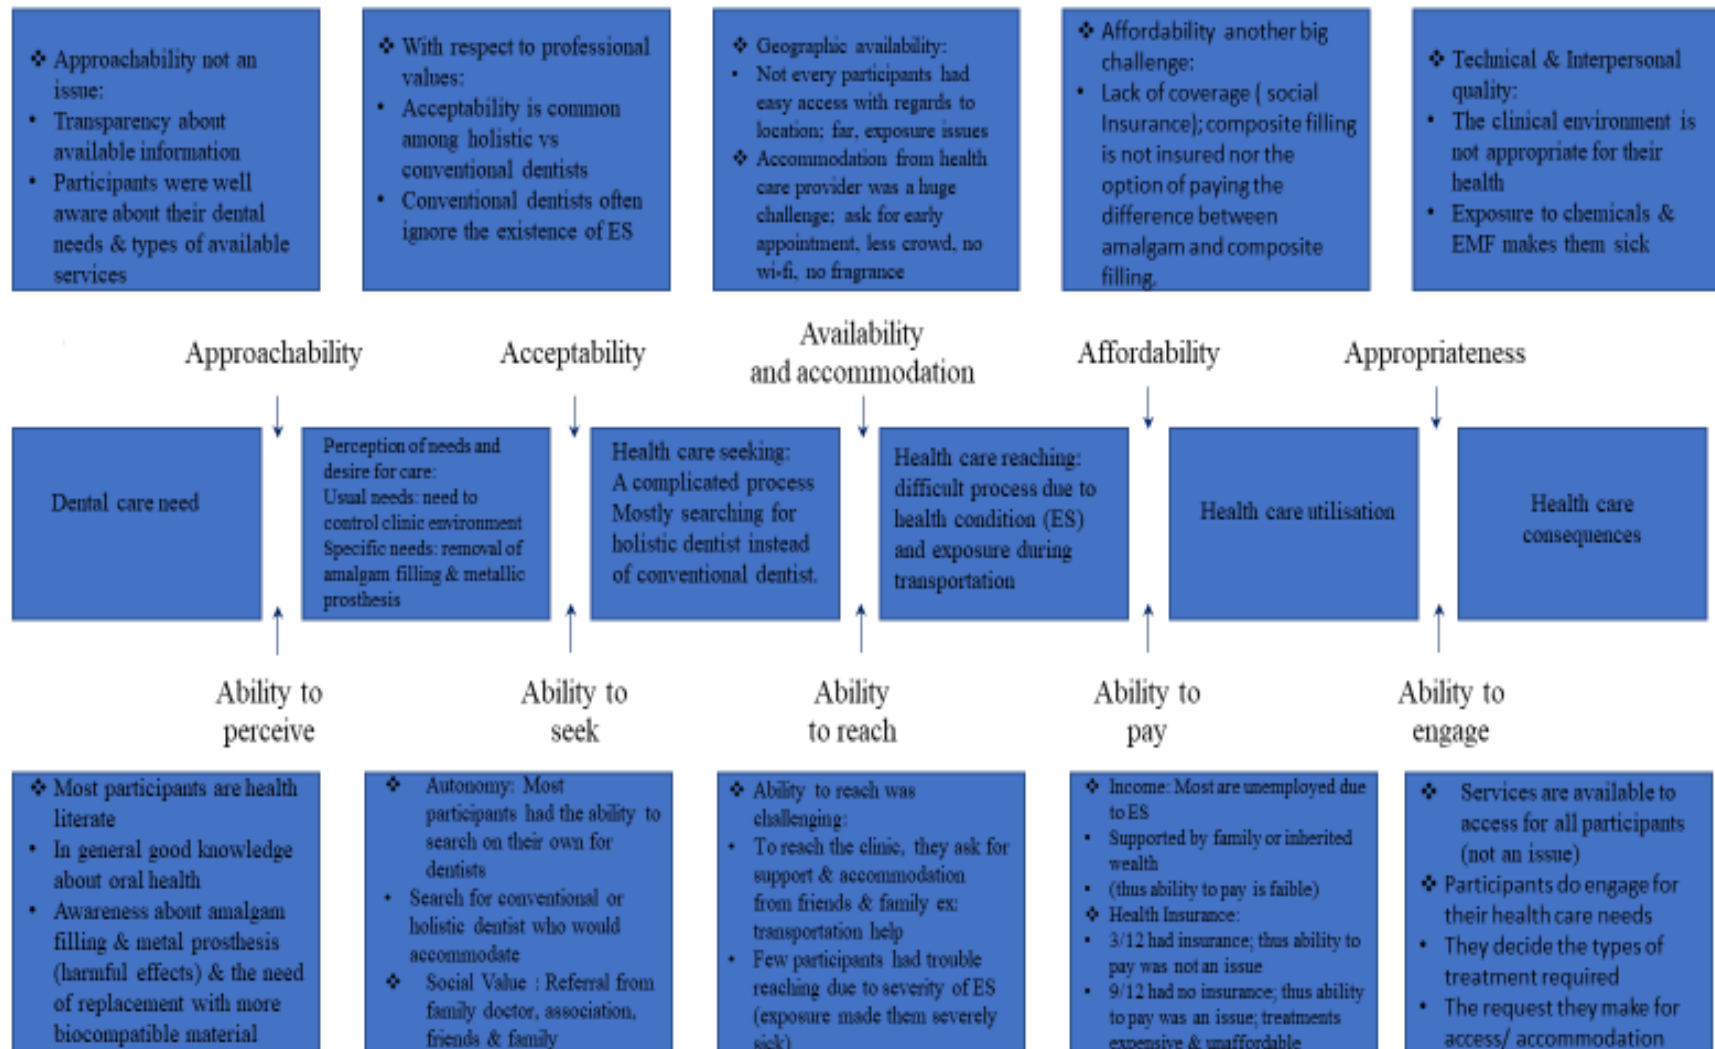 ❖ Approachability not an
issue:
• Transparency about
available information
• Participants were well
aware about their dental
needs & types of available
services
❖ With respect to professional
values:
• Acceptability is common
among holistic vs
conventional dentists
• Conventional dentists often
ignore the existence of ES
❖ Geographic availability:
• Not every participants had
easy access with regards to
location; far, exposure issues
❖ Accommodation from health
care provider was a huge
challenge; ask for early
appointment, less crowd, no
wi-fi, no fragrance
❖ Affordability another big
challenge:
• Lack of coverage ( social
Insurance); composite filling
is not insured nor the
option of paying the
difference between
amalgam and composite
filling.
❖ Technical & Interpersonal
quality:
• The clinical environment is
not appropriate for their
health
• Exposure to chemicals &
EMF makes them sick
Approachability
Acceptability
Availability
and accommodation
Affordability
Appropriateness
Dental care need
Perception of needs and
desire for care:
Usual needs: need to
control clinic environment
Specific needs: removal of
amalgam filling & metallic
prosthesis
Health care seeking:
A complicated process
Mostly searching for
holistic dentist instead
of conventional dentist.
Health care reaching:
difficult process due to
health condition (ES)
and exposure during
transportation
Health care utilisation
Health care
consequences
Ability to
perceive
Ability to
seek
Ability
to reach
Ability to
pay
Ability to
engage
❖ Most participants are health
literate
• In general good knowledge
about oral health
• Awareness about amalgam
filling & metal prosthesis
(harmful effects) & the need
of replacement with more
biocompatible material
❖ Autonomy: Most
participants had the ability to
search on their own for
dentists
• Search for conventional or
holistic dentist who would
accommodate
❖ Social Value : Referral from
family doctor, association,
friends & family
❖ Ability to reach was
challenging:
• To reach the clinic, they ask for
support & accommodation
from friends & family ex:
transportation help
• Few participants had trouble
reaching due to severity of ES
(exposure made them severely
sick)
❖ Income: Most are unemployed due
to ES
• Supported by family or inherited
wealth
• (thus ability to pay is faible)
❖ Health Insurance:
• 3/12 had insurance; thus ability to
pay was not an issue
• 9/12 had no insurance; thus ability
to pay was an issue; treatments
expensive & unaffordable
❖ Services are available to
access for all participants
(not an issue)
❖ Participants do engage for
their health care needs
• They decide the types of
treatment required
• The request they make for
access/ accommodation